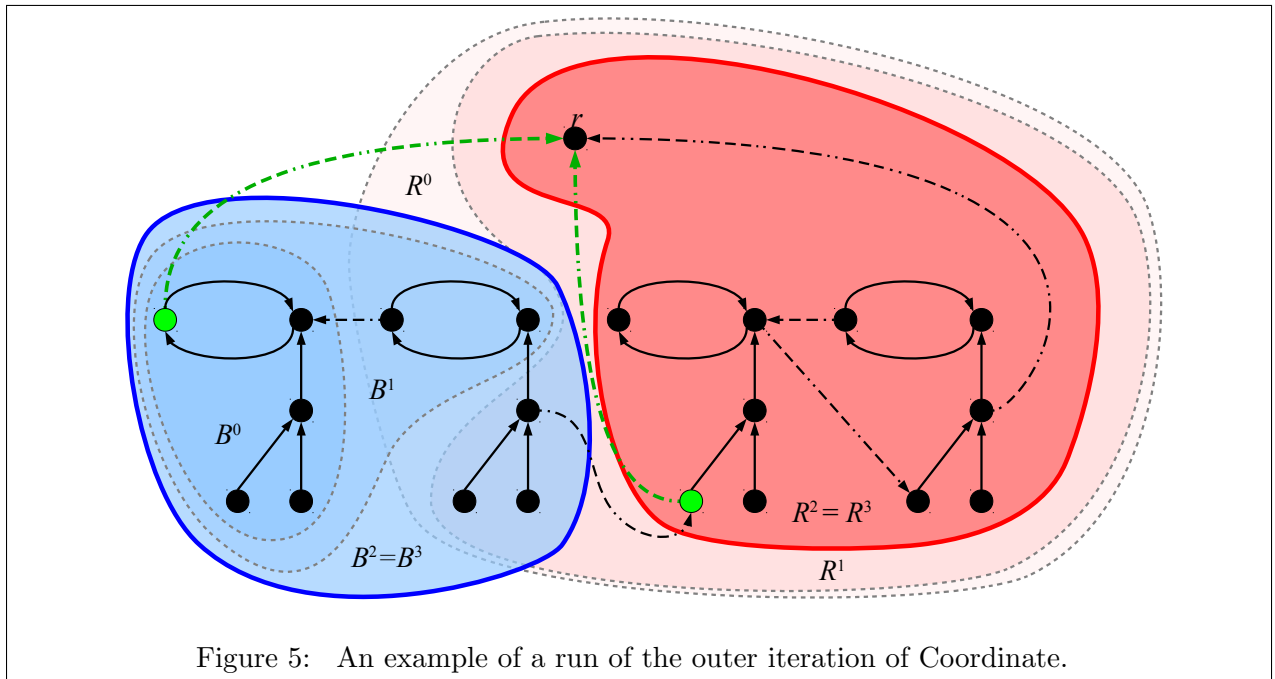 r
R⁰
B¹
B⁰
R² = R³
B²=B³
R¹
Figure 5: An example of a run of the outer iteration of Coordinate.